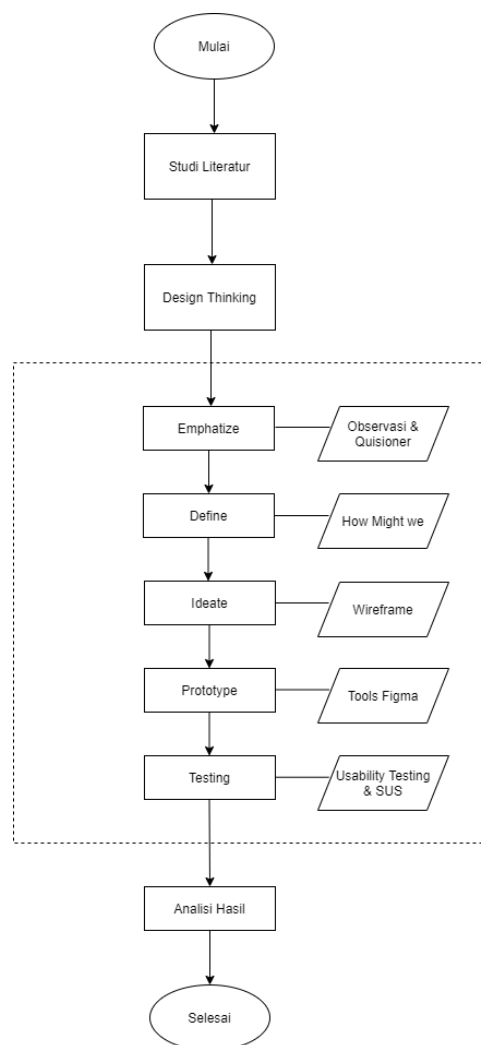 Mulai
Studi Literatur
Design Thinking
Emphatize
Observasi &
Quisioner
Define
How Might we
Ideate
Wireframe
Prototype
Tools Figma
Testing
Usability Testing
& SUS
Analisi Hasil
Selesai